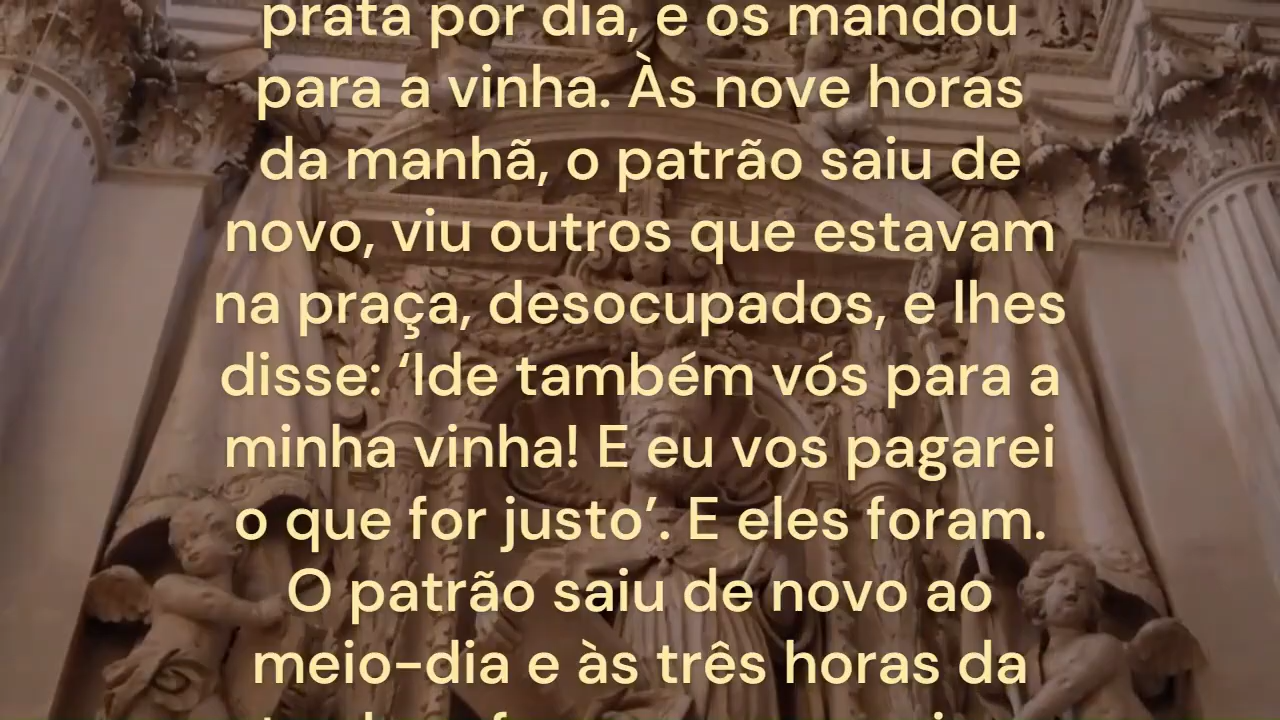 prata por dia, e os mandou
para a vinha. Às nove horas
da manhã, o patrão saiu de
novo, viu outros que estavam
na praça, desocupados, e lhes
disse: ‘Ide também vós para a
minha vinha! E eu vos pagarei
o que for justo’. E eles foram.
O patrão saiu de novo ao
meio-dia e às três horas da